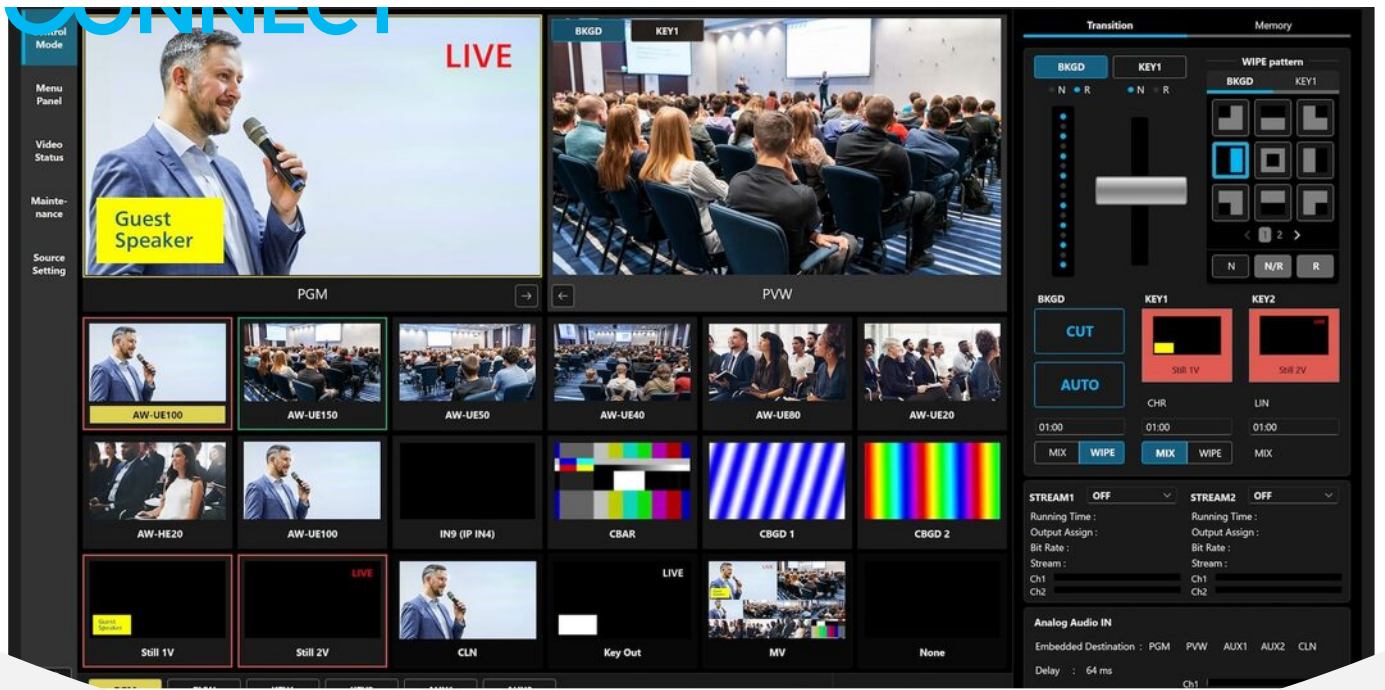 CONNECT
Control
Mode
Menu
Panel
Video
Status
Mainte-
nance
Source
Setting
LIVE
Guest
Speaker
PGM
→
BKGD
KEY1
←
PVW
AW-UE100
AW-UE150
AW-UE50
AW-UE40
AW-UE80
AW-UE20
AW-HE20
AW-UE100
IN9 (IP IN4)
CBAR
CBGD 1
CBGD 2
Guest
Speaker
Still 1V
LIVE
Still 2V
CLN
LIVE
Key Out
LIVE
MV
None
PGM
Transition
Memory
BKGD
KEY1
N R
N R
WIPE pattern
BKGD
KEY1
< 1 2 >
N
N/R
R
BKGD
KEY1
KEY2
CUT
AUTO
Still 1V
LIVE
Still 2V
CHR
LIN
01:00
01:00
01:00
MIX
WIPE
MIX
WIPE
MIX
STREAM1 OFF
Running Time :
Output Assign :
Bit Rate :
Stream :
Ch1
Ch2
STREAM2 OFF
Running Time :
Output Assign :
Bit Rate :
Stream :
Ch1
Ch2
Analog Audio IN
Embedded Destination : PGM PVW AUX1 AUX2 CLN
Delay : 64 ms
Ch1